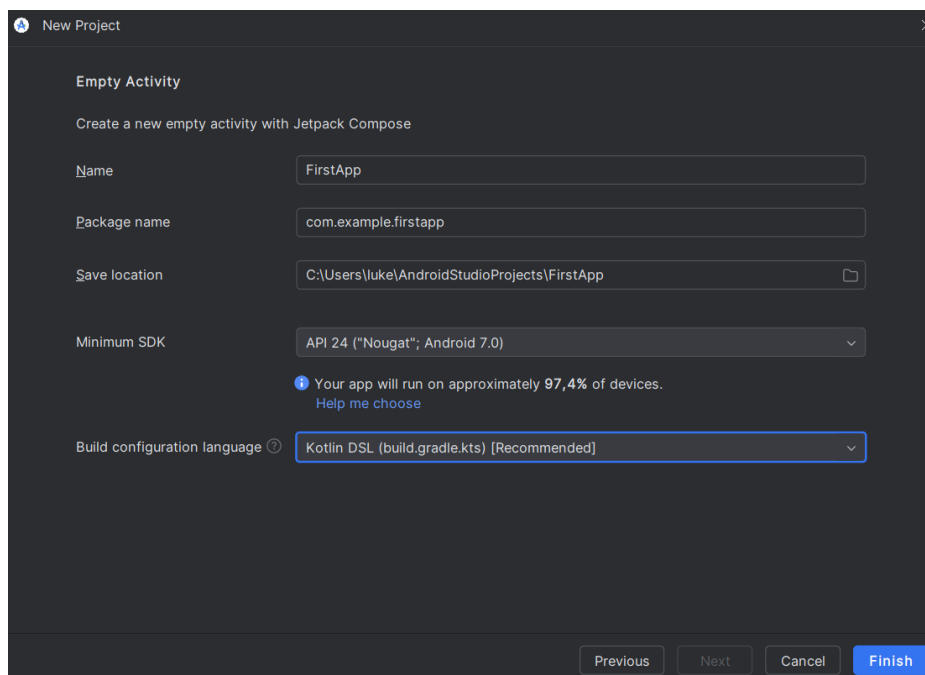 New Project
Empty Activity
Create a new empty activity with Jetpack Compose
Name
FirstApp
Package name
com.example.firstapp
Save location
C:\Users\luke\AndroidStudioProjects\FirstApp
Minimum SDK
API 24 ("Nougat"; Android 7.0)
Your app will run on approximately 97,4% of devices.
Help me choose
Build configuration language
Kotlin DSL (build.gradle.kts) [Recommended]
Previous
Next
Cancel
Finish